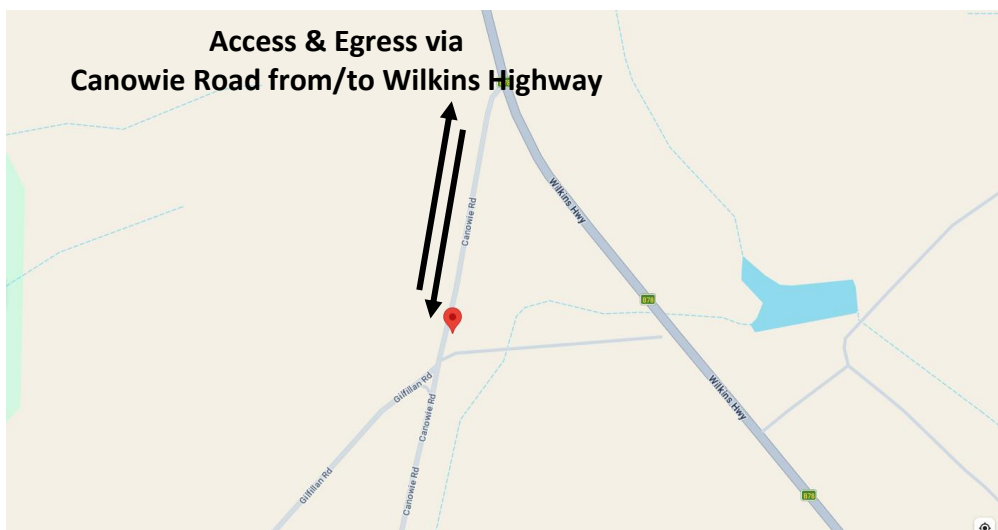 Access & Egress via
Canowie Road from/to Wilkins Highway
Wilkins Hwy
Canowie Rd
B78
Gilfillan Rd
Canowie Rd
Wilkins Hwy
Gilfillan Rd
Canowie Rd
B78